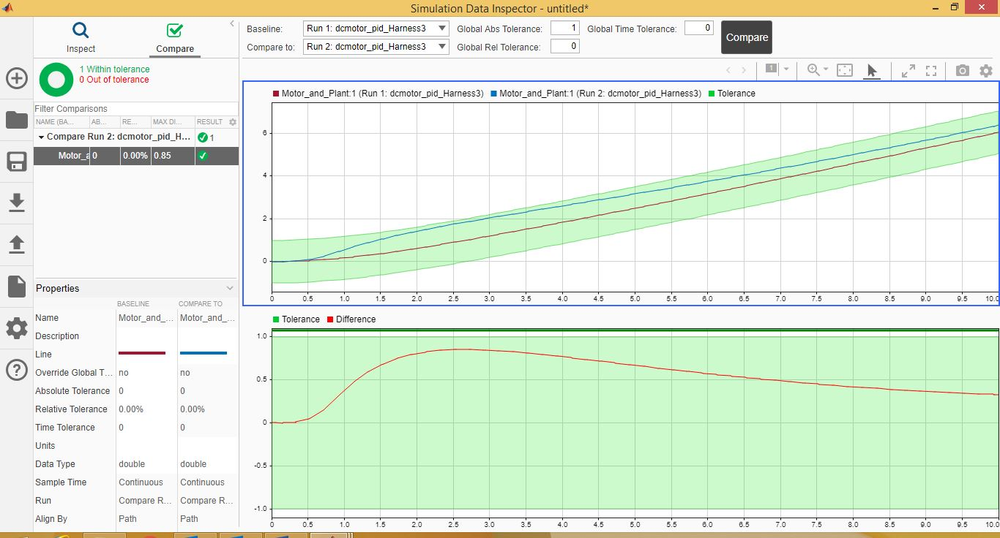 Simulation Data Inspector - untitled*
Inspect
Compare
Baseline:
Run 1: dcmotor_pid_Harness3
Global Abs Tolerance:
1
Global Time Tolerance:
0
Compare
Compare to:
Run 2: dcmotor_pid_Harness3
Global Rel Tolerance:
0
1 Within tolerance
0 Out of tolerance
1
Filter Comparisons
NAME (BA... AB... RE... MAX DI... RESULT
Compare Run 2: dcmotor_pid_H... 1
Motor_a 0 0.00% 0.85
Motor_and_Plant:1 (Run 1: dcmotor_pid_Harness3) Motor_and_Plant:1 (Run 2: dcmotor_pid_Harness3) Tolerance
6
4
2
0
0 0.5 1.0 1.5 2.0 2.5 3.0 3.5 4.0 4.5 5.0 5.5 6.0 6.5 7.0 7.5 8.0 8.5 9.0 9.5 10.0
Properties
BASELINE COMPARE TO
Name Motor_and_... Motor_and_...
Description
Line
Override Global T... no no
Absolute Tolerance 0 0
Relative Tolerance 0.00% 0.00%
Time Tolerance 0 0
Units
Data Type double double
Sample Time Continuous Continuous
Run Compare R... Compare R...
Align By Path Path
Tolerance Difference
1.0
0.5
0
-0.5
-1.0
0 0.5 1.0 1.5 2.0 2.5 3.0 3.5 4.0 4.5 5.0 5.5 6.0 6.5 7.0 7.5 8.0 8.5 9.0 9.5 10.0